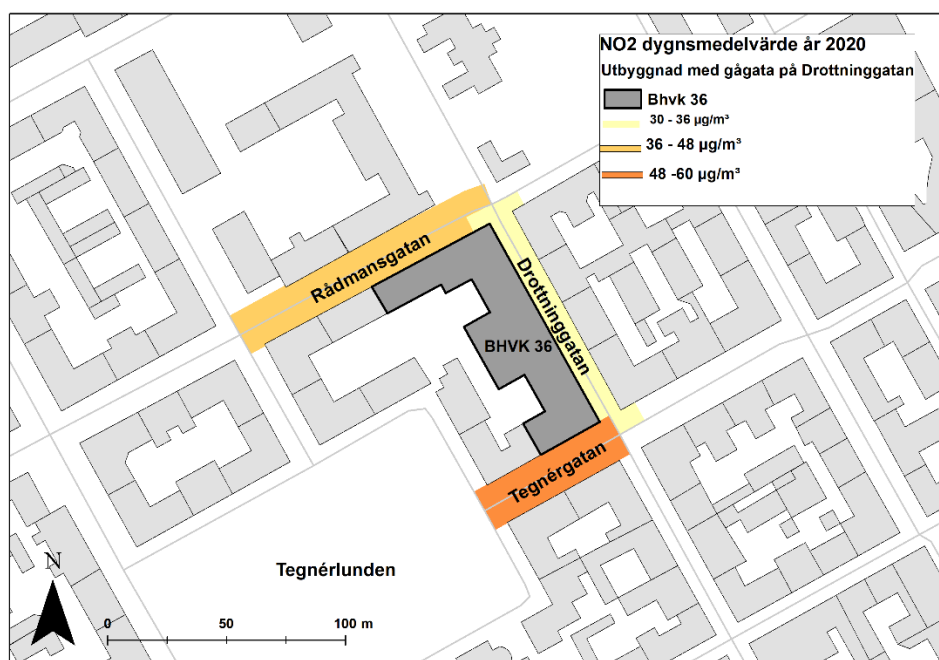 NO2 dygnsmedelvärde år 2020
Utbyggnad med gågata på Drottninggatan
Bhvk 36
30 - 36 µg/m³
36 - 48 µg/m³
48 -60 µg/m³
Rådmansgatan
Drottninggatan
BHVK 36
Tegnérgatan
Tegnérlunden
N
0 50 100 m